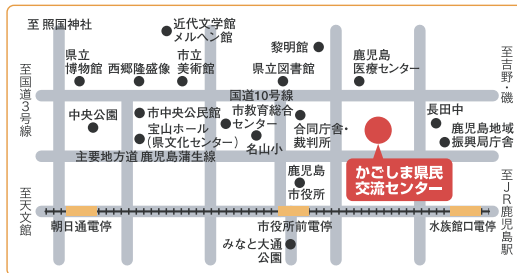 至 照国神社
近代文学館
メルヘン館
黎明館
県立
博物館
西郷隆盛像
市立
美術館
県立図書館
鹿児島
医療センター
至吉野・磯
至国道3号線
国道10号線
中央公園
市中央公民館
宝山ホール
(県文化センター)
市教育総合
センター
名山小
合同庁舎・
裁判所
長田中
鹿児島地域
振興局庁舎
主要地方道 鹿児島蒲生線
かごしま県民
交流センター
鹿児島
市役所
至天文館
至JR鹿児島駅
朝日通電停
市役所前電停
水族館口電停
みなと大通
公園